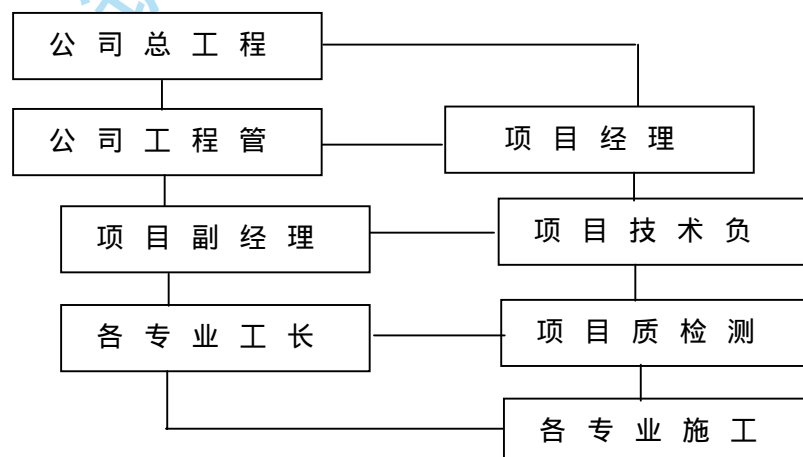 公司总工程
公司工程管
项目经理
项目副经理
项目技术负
各专业工长
项目质检测
各专业施工